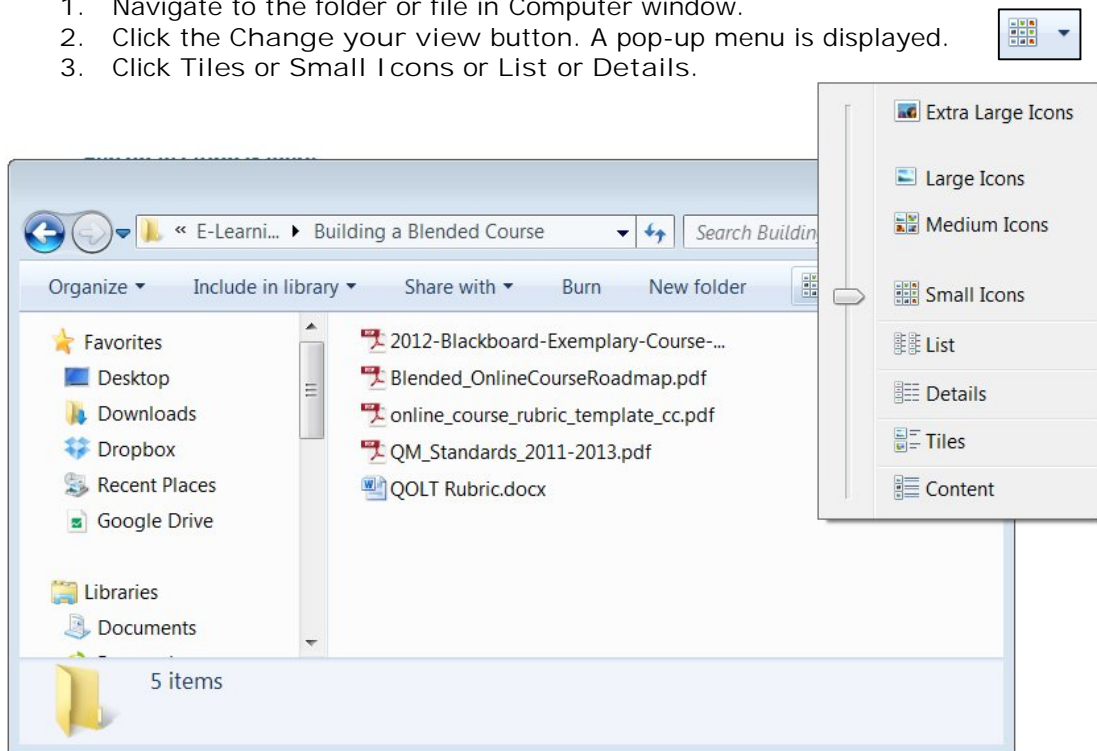 1. Navigate to the folder or file in Computer window.
2. Click the Change your view button. A pop-up menu is displayed.
3. Click Tiles or Small Icons or List or Details.
Extra Large Icons
Large Icons
Medium Icons
Small Icons
List
Details
Tiles
Content
« E-Learni... Building a Blended Course
Search Buildin
Organize Include in library Share with Burn New folder
Favorites
Desktop
Downloads
Dropbox
Recent Places
Google Drive
Libraries
Documents
2012-Blackboard-Exemplary-Course-...
Blended_OnlineCourseRoadmap.pdf
online_course_rubric_template_cc.pdf
QM_Standards_2011-2013.pdf
QOLT Rubric.docx
5 items